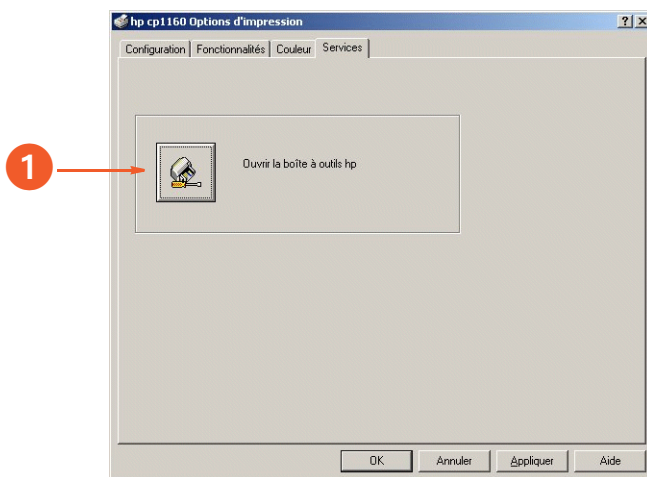 hp cp1160 Options d'impression
Configuration Fonctionnalités Couleur Services
1
Ouvrir la boîte à outils hp
OK Annuler Appliquer Aide